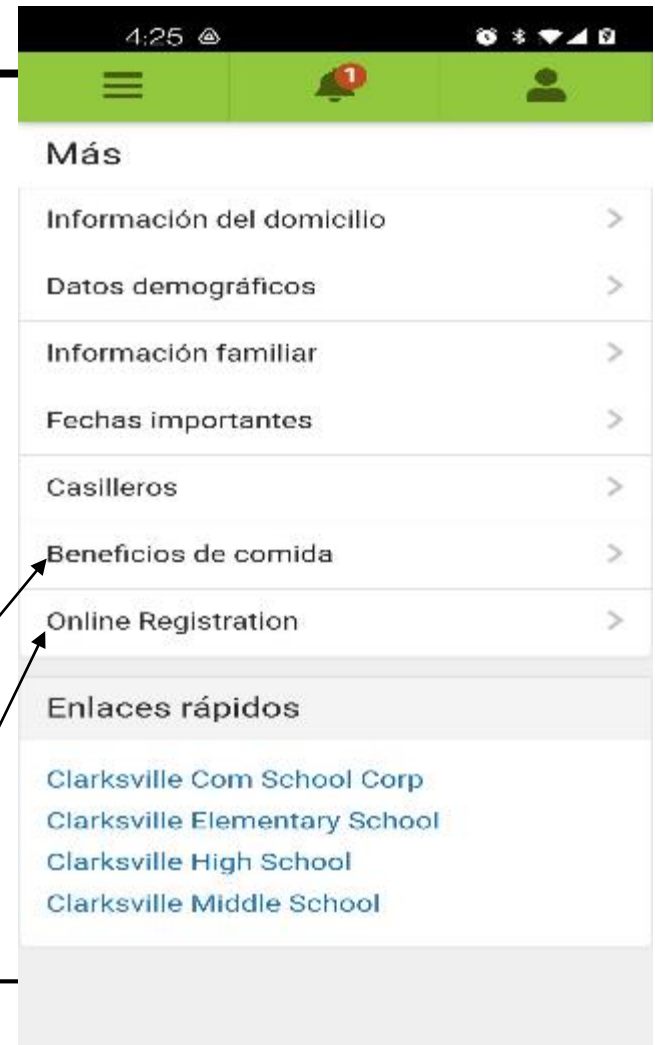 4:25
1
Más
Información del domicilio
Datos demográficos
Información familiar
Fechas importantes
Casilleros
Beneficios de comida
Online Registration
Enlaces rápidos
Clarksville Com School Corp
Clarksville Elementary School
Clarksville High School
Clarksville Middle School